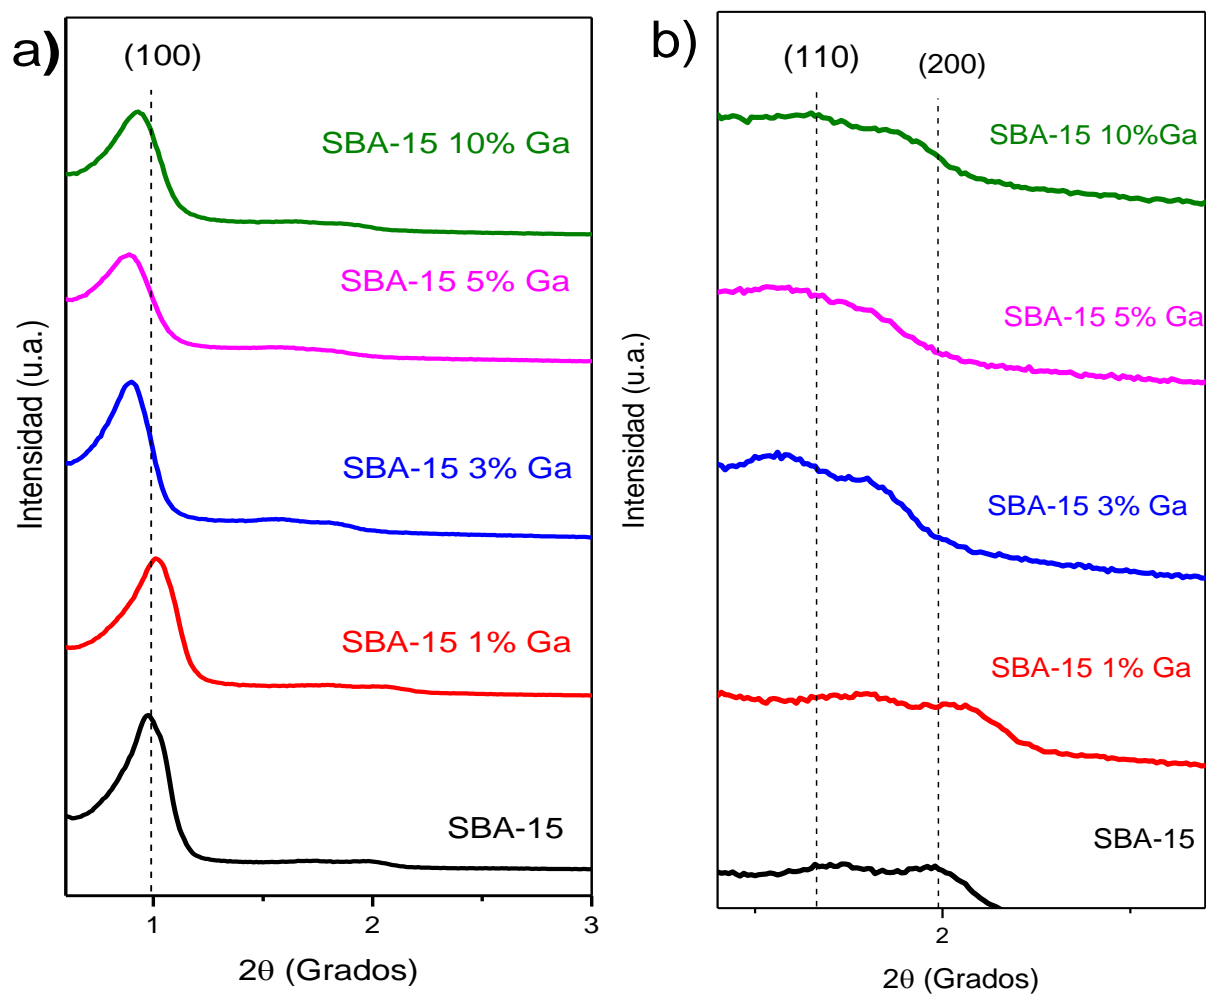 a)
(100)
SBA-15 10% Ga
SBA-15 5% Ga
SBA-15 3% Ga
SBA-15 1% Ga
SBA-15
Intensidad (u.a.)
1
2
3
2θ (Grados)
b)
(110)
(200)
SBA-15 10%Ga
SBA-15 5% Ga
SBA-15 3% Ga
SBA-15 1% Ga
SBA-15
Intensidad (u.a.)
2
2θ (Grados)